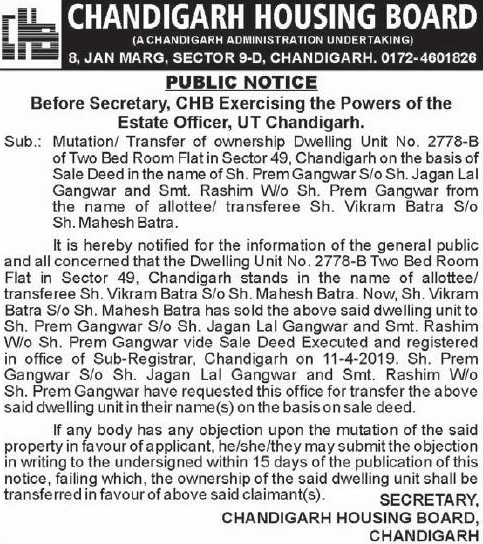 CHANDIGARH HOUSING BOARD
(A CHANDIGARH ADMINISTRATION UNDERTAKING)
8, JAN MARG, SECTOR 9-D, CHANDIGARH. 0172-4601826
PUBLIC NOTICE
Before Secretary, CHB Exercising the Powers of the
Estate Officer, UT Chandigarh.
Sub.: Mutation/ Transfer of ownership Dwelling Unit No. 2778-B
of Two Bed Room Flat in Sector 49, Chandigarh on the basis of
Sale Deed in the name of Sh. Prem Gangwar S/o Sh. Jagan Lal
Gangwar and Smt. Rashim W/o Sh. Prem Gangwar from
the name of allottee/ transferee Sh. Vikram Batra S/o
Sh. Mahesh Batra.
It is hereby notified for the information of the general public
and all concerned that the Dwelling Unit No. 2778-B Two Bed Room
Flat in Sector 49, Chandigarh stands in the name of allottee/
transferee Sh. Vikram Batra S/o Sh. Mahesh Batra. Now, Sh. Vikram
Batra S/o Sh. Mahesh Batra has sold the above said dwelling unit to
Sh. Prem Gangwar S/o Sh. Jagan Lal Gangwar and Smt. Rashim
W/o Sh. Prem Gangwar vide Sale Deed Executed and registered
in office of Sub-Registrar, Chandigarh on 11-4-2019. Sh. Prem
Gangwar S/o Sh. Jagan Lal Gangwar and Smt. Rashim W/o
Sh. Prem Gangwar have requested this office for transfer the above
said dwelling unit in their name(s) on the basis on sale deed.
If any body has any objection upon the mutation of the said
property in favour of applicant, he/she/they may submit the objection
in writing to the undersigned within 15 days of the publication of this
notice, failing which, the ownership of the said dwelling unit shall be
transferred in favour of above said claimant(s).
SECRETARY,
CHANDIGARH HOUSING BOARD,
CHANDIGARH